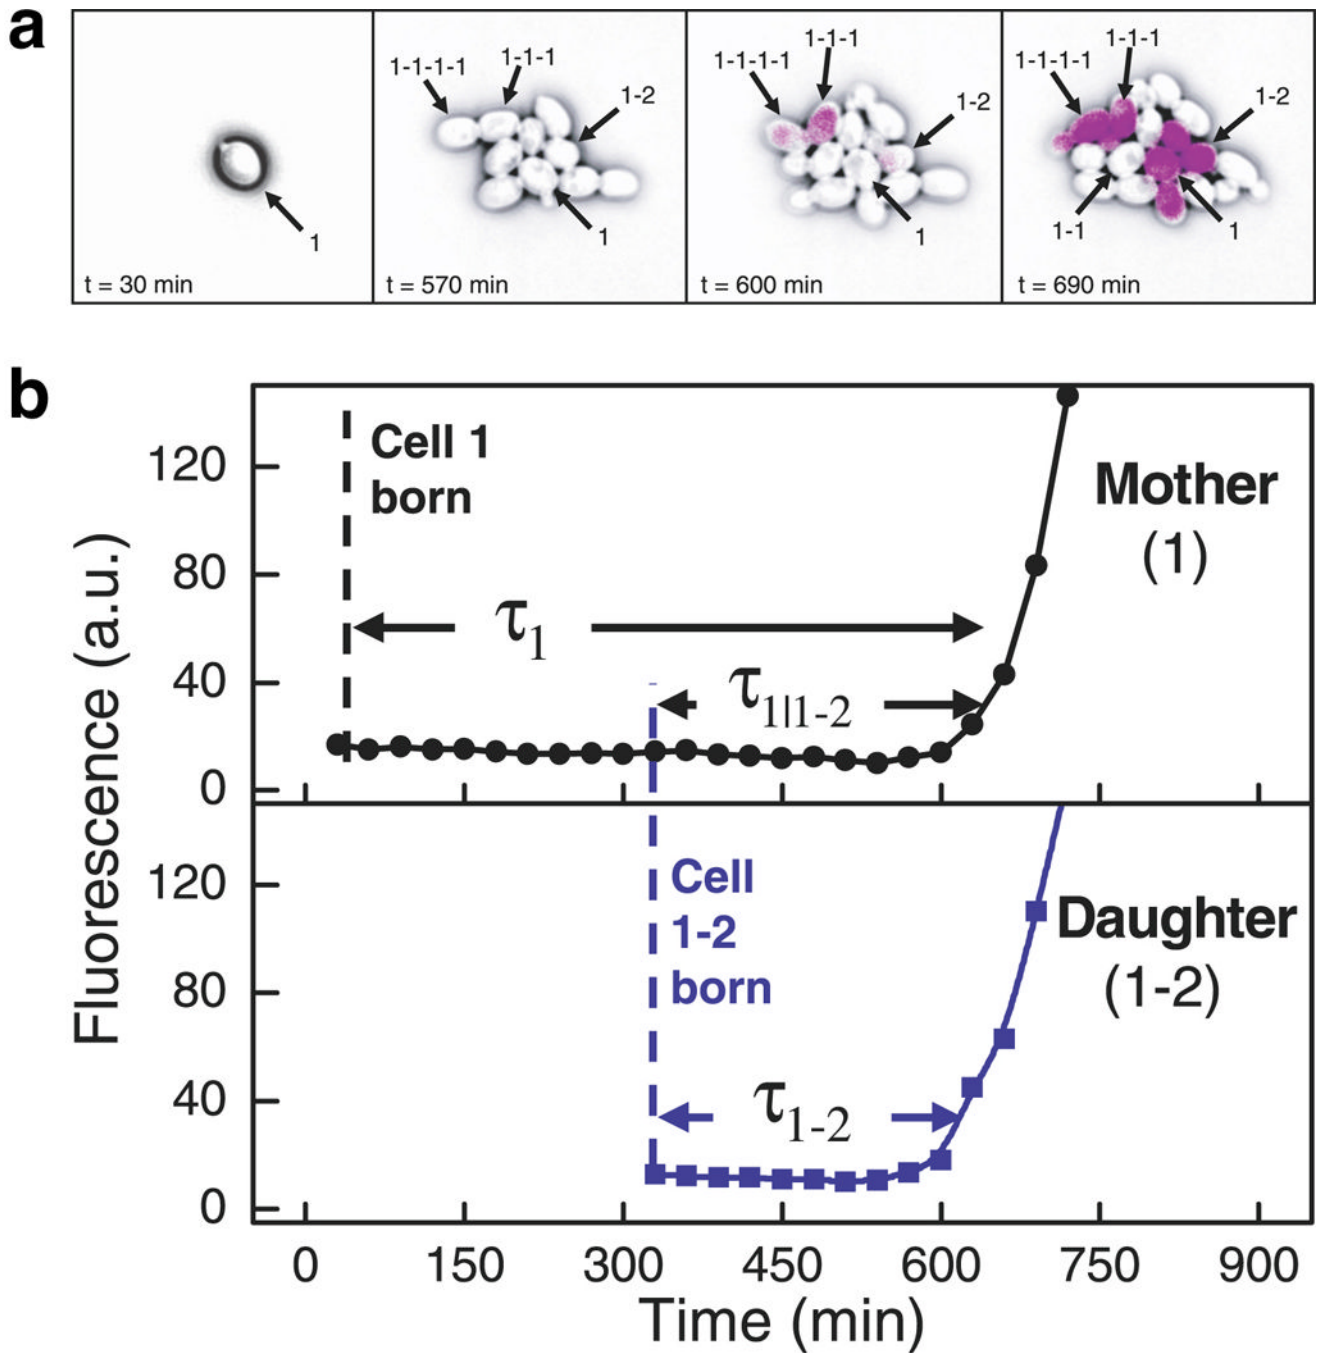 a
1
t = 30 min
1-1-1-1
1-1-1
1-2
1
t = 570 min
1-1-1-1
1-1-1
1-2
1
t = 600 min
1-1-1-1
1-1-1
1-2
1-1
1
t = 690 min
b
Fluorescence (a.u.)
120
80
40
0
Cell 1
born
Mother
(1)
τ1
τ1|1-2
120
80
40
0
Cell
1-2
born
Daughter
(1-2)
τ1-2
0 150 300 450 600 750 900
Time (min)